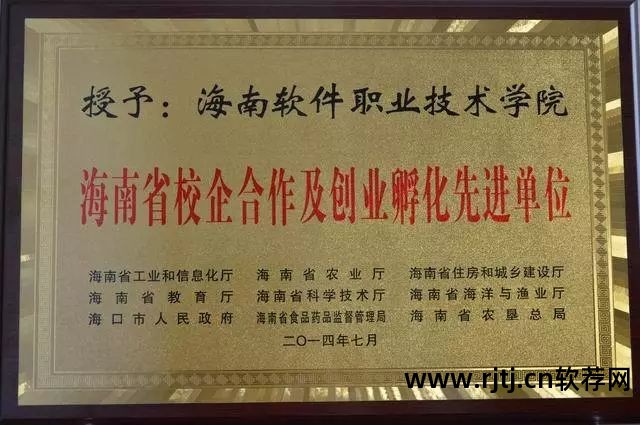 授予：海南软件职业技术学院
海南省校企合作及创业孵化先进单位
海南省工业和信息化厅 海南省农业厅 海南省住房和城乡建设厅
海南省教育厅 海南省科学技术厅 海南省海洋与渔业厅
海口市人民政府 海南省食品药品监督管理局 海南省农垦总局
二〇一四年七月
www.rjtj.cn软荐网